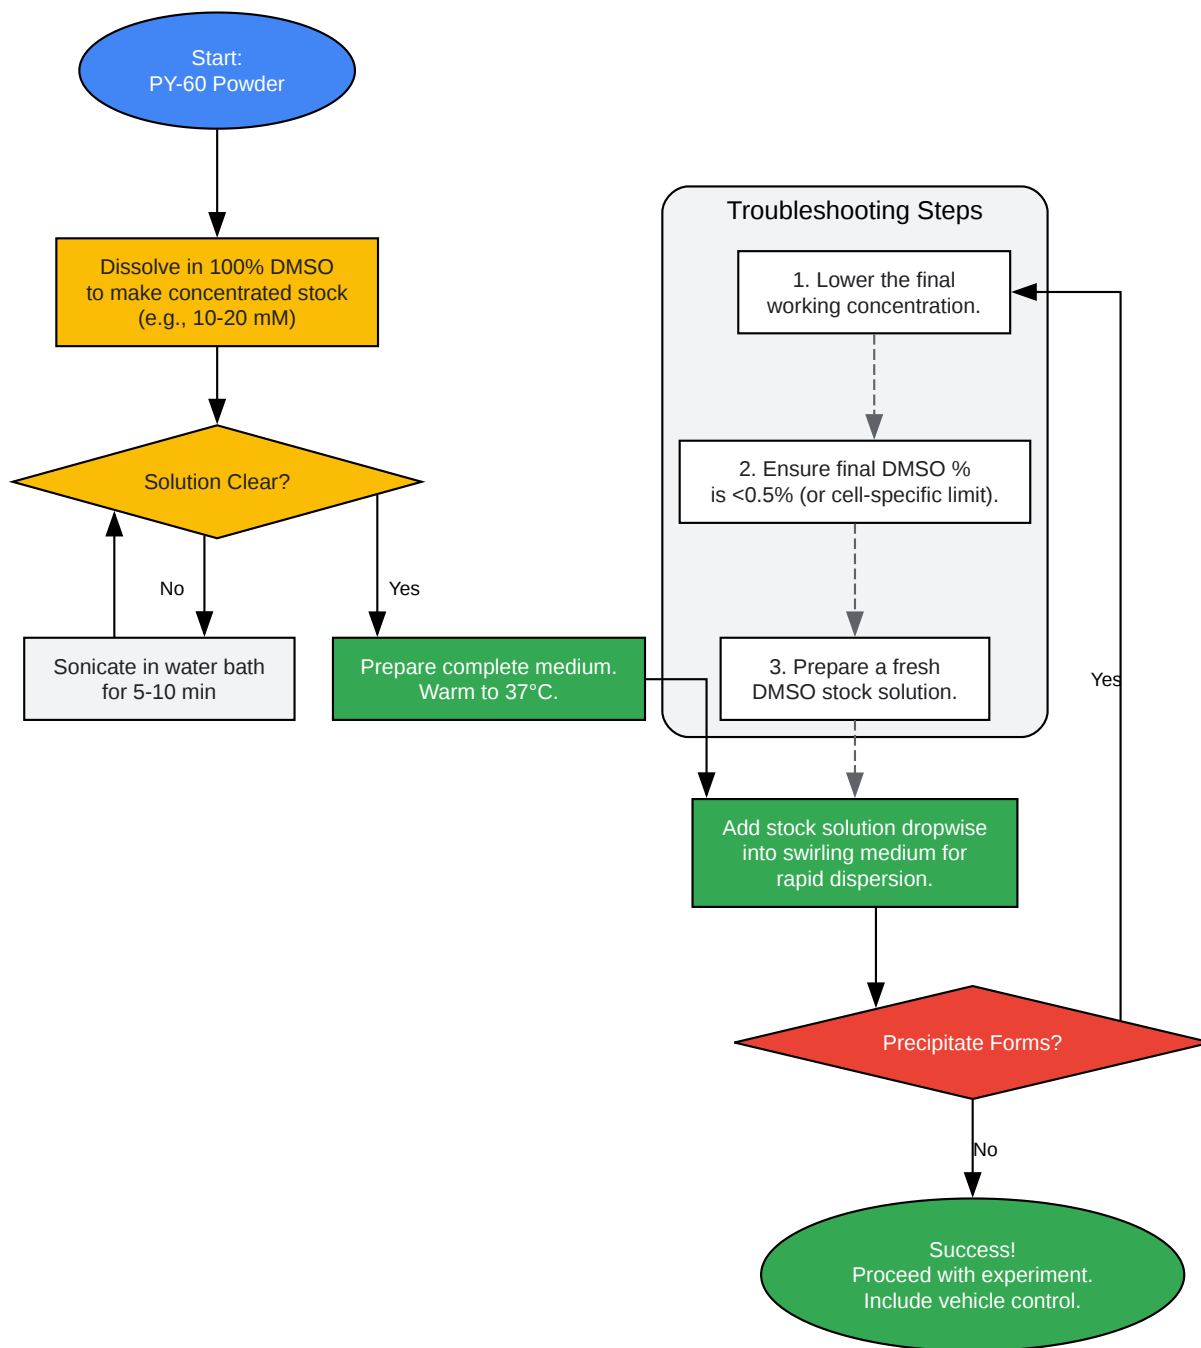 Start:
PY-60 Powder
Dissolve in 100% DMSO
to make concentrated stock
(e.g., 10-20 mM)
Solution Clear?
No
Yes
Sonicate in water bath
for 5-10 min
Prepare complete medium.
Warm to 37°C.
Troubleshooting Steps
1. Lower the final
working concentration.
2. Ensure final DMSO %
is <0.5% (or cell-specific limit).
3. Prepare a fresh
DMSO stock solution.
Yes
Add stock solution dropwise
into swirling medium for
rapid dispersion.
Precipitate Forms?
No
Success!
Proceed with experiment.
Include vehicle control.